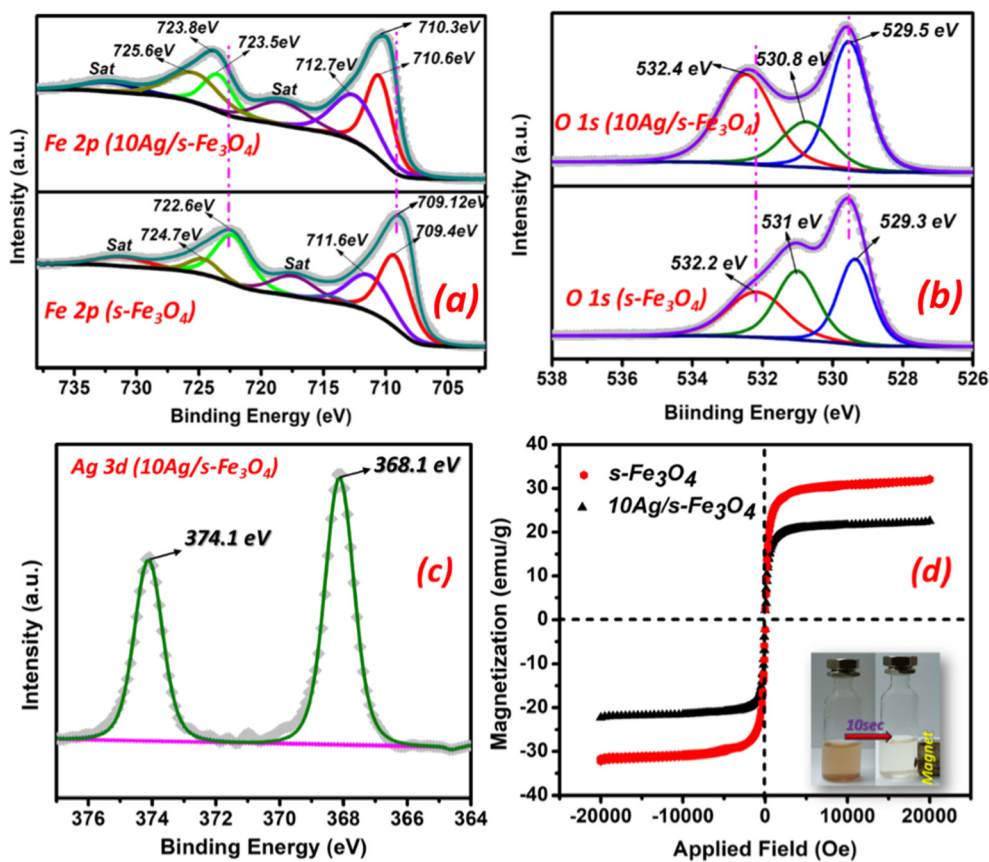 723.8eV
723.5eV
725.6eV
Sat
Sat
712.7eV
710.3eV
710.6eV
Fe 2p (10Ag/s-Fe3O4)
722.6eV
724.7eV
Sat
Sat
711.6eV
709.12eV
709.4eV
Fe 2p (s-Fe3O4)
(a)
Intensity (a.u.)
Intensity (a.u.)
735 730 725 720 715 710 705
Binding Energy (eV)
532.4 eV
530.8 eV
529.5 eV
O 1s (10Ag/s-Fe3O4)
532.2 eV
531 eV
529.3 eV
O 1s (s-Fe3O4)
(b)
Intensity (a.u.)
Intensity (a.u.)
538 536 534 532 530 528 526
Biinding Energy (eV)
Ag 3d (10Ag/s-Fe3O4)
368.1 eV
374.1 eV
(c)
Intensity (a.u.)
376 374 372 370 368 366 364
Binding Energy (eV)
40
30
20
10
0
-10
-20
-30
-40
Magnetization (emu/g)
s-Fe3O4
10Ag/s-Fe3O4
(d)
10sec
Magnet
-20000 -10000 0 10000 20000
Applied Field (Oe)